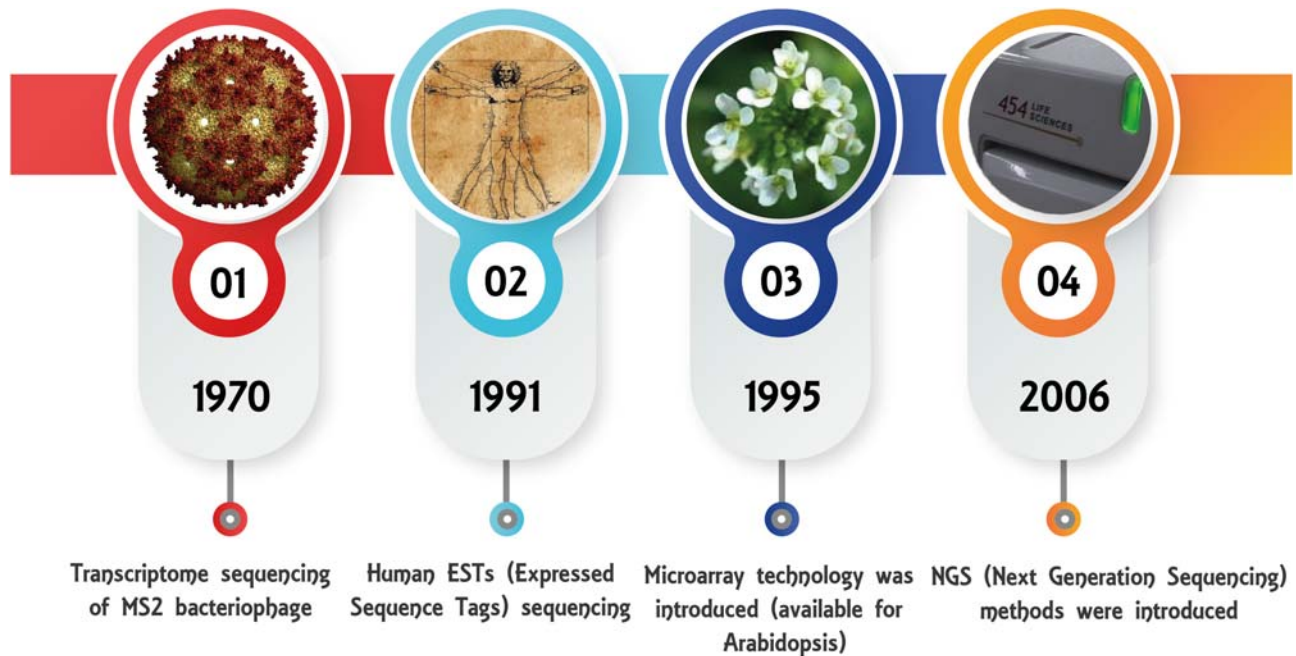 454 LIFE
SCIENCES
01
02
03
04
1970
1991
1995
2006
Transcriptome sequencing
of MS2 bacteriophage
Human ESTs (Expressed
Sequence Tags) sequencing
Microarray technology was
introduced (available for
Arabidopsis)
NGS (Next Generation Sequencing)
methods were introduced